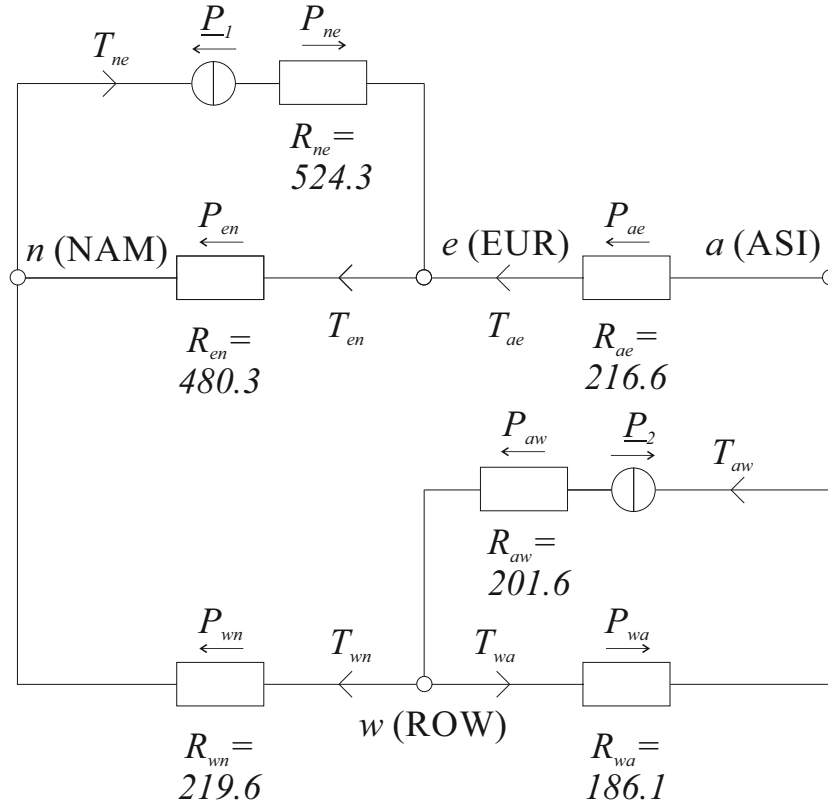 P_1 P_ne
T_ne
R_ne=
524.3
n (NAM) P_en e (EUR) P_ae a (ASI)
T_en T_ae
R_en=
480.3
R_ae=
216.6
P_aw P_2 T_aw
R_aw=
201.6
P_wn T_wn T_wa P_wa
w (ROW)
R_wn=
219.6
R_wa=
186.1